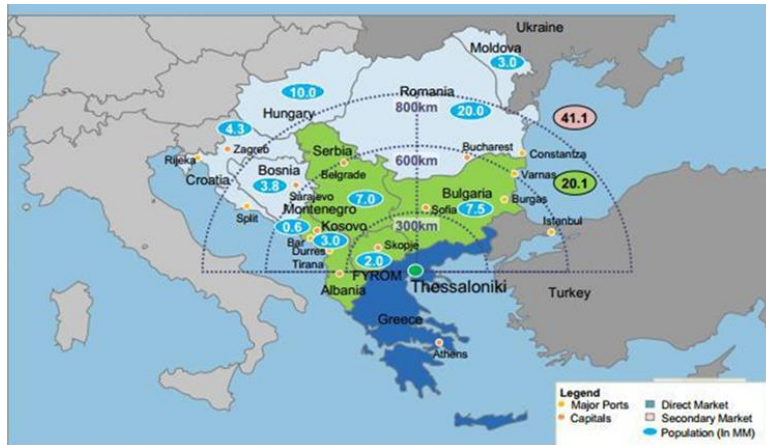 Ukraine
Moldova
3.0
10.0
Romania
Hungary
800km
20.0
41.1
4.3
Zagreb
Serbia
600km
Bucharest
Constantza
Rijeka
Bosnia
Belgrade
Varnas
20.1
Croatia
3.8
Sarajevo
7.0
Bulgaria
Burgas
Split
Montenegro
Sofia
7.5
Istanbul
0.6
Kosovo
300km
Bar
3.0
Skopje
Durres
2.0
Tirana
FYROM
Thessaloniki
Albania
Turkey
Greece
Athens
Legend
Major Ports
Direct Market
Capitals
Secondary Market
Population (In MM)